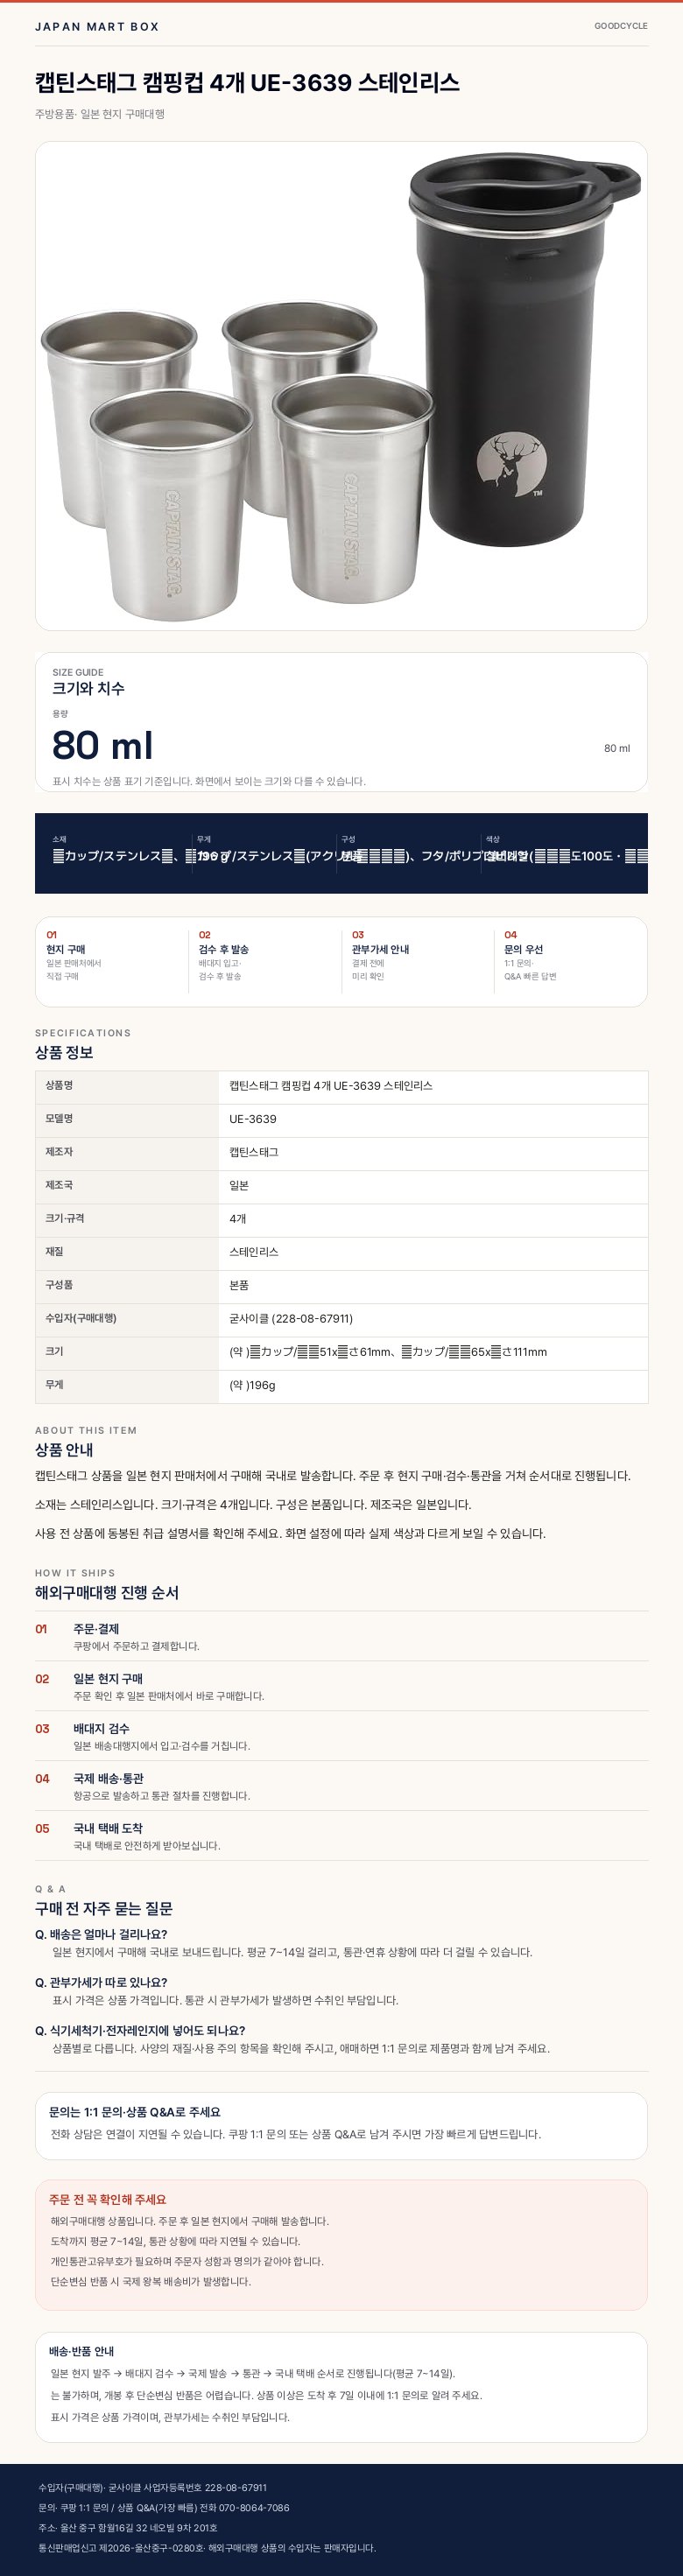 JAPAN MART BOX
GOODCYCLE
캡틴스태그 캠핑컵 4개 UE-3639 스테인리스
주방용품· 일본 현지 구매대행
CAPTAIN STAG®
CAPTAIN STAG®
TM
SIZE GUIDE
크기와 치수
용량
80 ml
80 ml
표시 치수는 상품 표기 기준입니다. 화면에서 보이는 크기와 다를 수 있습니다.
소재
무게
구성
색상
カップ/ステンレス
196 g
01
현지 구매
일본 판매처에서
직접 구매
02
검수 후 발송
배대지 입고·
검수 후 발송
03
관부가세 안내
결제 전에
미리 확인
04
문의 우선
1:1 문의·
Q&A 빠른 답변
SPECIFICATIONS
상품 정보
상품명 캡틴스태그 캠핑컵 4개 UE-3639 스테인리스
모델명 UE-3639
제조자 캡틴스태그
제조국 일본
크기·규격 4개
재질 스테인리스
구성품 본품
수입자(구매대행) 굳사이클 (228-08-67911)
크기 (약 ) カップ/ 51x さ61mm、 カップ/ 65x さ111mm
무게 (약 )196g
ABOUT THIS ITEM
상품 안내
캡틴스태그 상품을 일본 현지 판매처에서 구매해 국내로 발송합니다. 주문 후 현지 구매·검수·통관을 거쳐 순서대로 진행됩니다.
소재는 스테인리스입니다. 크기·규격은 4개입니다. 구성은 본품입니다. 제조국은 일본입니다.
사용 전 상품에 동봉된 취급 설명서를 확인해 주세요. 화면 설정에 따라 실제 색상과 다르게 보일 수 있습니다.
HOW IT SHIPS
해외구매대행 진행 순서
01 주문·결제
쿠팡에서 주문하고 결제합니다.
02 일본 현지 구매
주문 확인 후 일본 판매처에서 바로 구매합니다.
03 배대지 검수
일본 배송대행지에서 입고·검수를 거칩니다.
04 국제 배송·통관
항공으로 발송하고 통관 절차를 진행합니다.
05 국내 택배 도착
국내 택배로 안전하게 받아보십니다.
Q & A
구매 전 자주 묻는 질문
Q. 배송은 얼마나 걸리나요?
일본 현지에서 구매해 국내로 보내드립니다. 평균 7~14일 걸리고, 통관·연휴 상황에 따라 더 걸릴 수 있습니다.
Q. 관부가세가 따로 있나요?
표시 가격은 상품 가격입니다. 통관 시 관부가세가 발생하면 수취인 부담입니다.
Q. 식기세척기·전자레인지에 넣어도 되나요?
상품별로 다릅니다. 사양의 재질·사용 주의 항목을 확인해 주시고, 애매하면 1:1 문의로 제품명과 함께 남겨 주세요.
문의는 1:1 문의·상품 Q&A로 주세요
전화 상담은 연결이 지연될 수 있습니다. 쿠팡 1:1 문의 또는 상품 Q&A로 남겨 주시면 가장 빠르게 답변드립니다.
주문 전 꼭 확인해 주세요
해외구매대행 상품입니다. 주문 후 일본 현지에서 구매해 발송합니다.
도착까지 평균 7~14일, 통관 상황에 따라 지연될 수 있습니다.
개인통관고유부호가 필요하며 주문자 성함과 명의가 같아야 합니다.
단순변심 반품 시 국제 왕복 배송비가 발생합니다.
배송·반품 안내
일본 현지 발주 → 배대지 검수 → 국제 발송 → 통관 → 국내 택배 순서로 진행됩니다(평균 7~14일).
는 불가하며, 개봉 후 단순변심 반품은 어렵습니다. 상품 이상은 도착 후 7일 이내에 1:1 문의로 알려 주세요.
표시 가격은 상품 가격이며, 관부가세는 수취인 부담입니다.
수입자(구매대행)· 굳사이클 사업자등록번호 228-08-67911
문의· 쿠팡 1:1 문의 / 상품 Q&A(가장 빠름) 전화 070-8064-7086
주소· 울산 중구 함월16길 32 네오빌 9차 201호
통신판매업신고 제2026-울산중구-0280호· 해외구매대행 상품의 수입자는 판매자입니다.